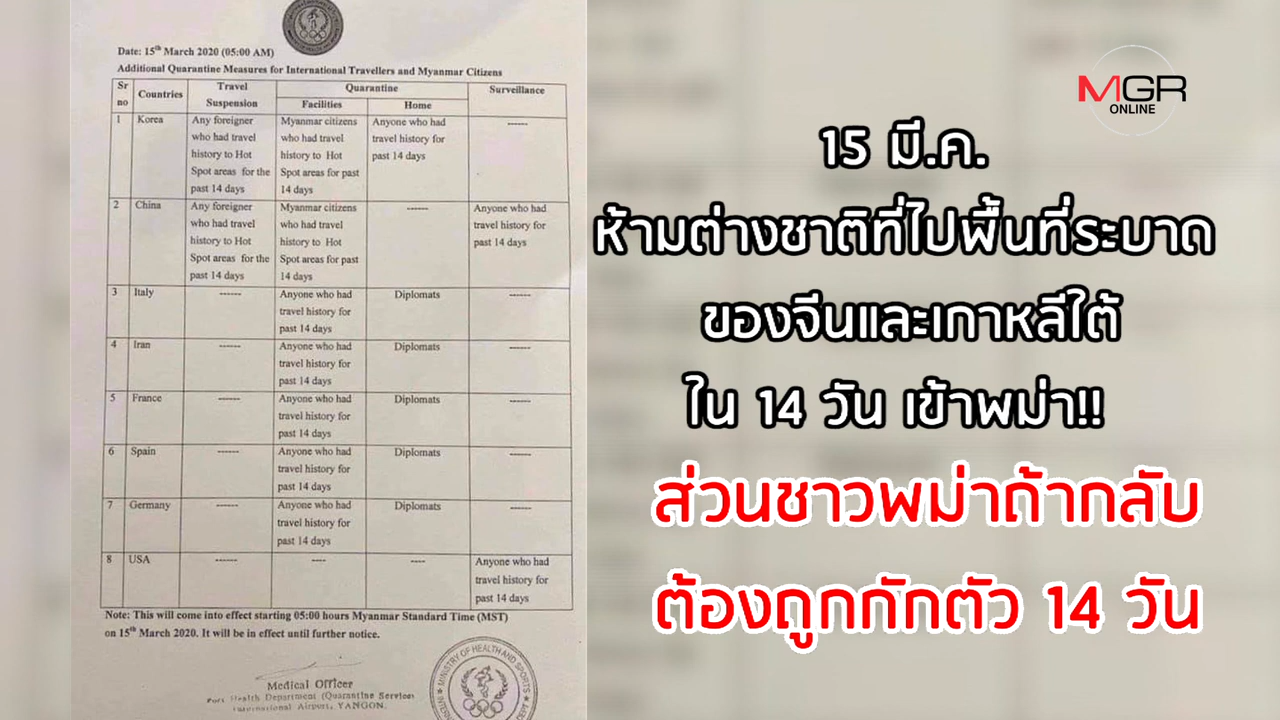 Date: 15th March 2020 (05:00 AM)
Additional Quarantine Measures for International Travellers and Myanmar Citizens
Sr no Countries Travel Suspension Quarantine Surveillance
Facilities Home
1 Korea Any foreigner who had travel history to Hot Spot areas for the past 14 days Myanmar citizens who had travel history to Hot Spot areas for past 14 days Anyone who had travel history for past 14 days ------
2 China Any foreigner who had travel history to Hot Spot areas for the past 14 days Myanmar citizens who had travel history to Hot Spot areas for past 14 days ------ Anyone who had travel history for past 14 days
3 Italy ------ Anyone who had travel history for past 14 days Diplomats ------
4 Iran ------ Anyone who had travel history for past 14 days Diplomats ------
5 France ------ Anyone who had travel history for past 14 days Diplomats ------
6 Spain ------ Anyone who had travel history for past 14 days Diplomats ------
7 Germany ------ Anyone who had travel history for past 14 days Diplomats ------
8 USA ------ ---- ------ Anyone who had travel history for past 14 days
Note: This will come into effect starting 05:00 hours Myanmar Standard Time (MST)
on 15th March 2020. It will be in effect until further notice.
Medical Officer
Port Health Department (Quarantine Service)
International Airport, YANGON.
MINISTRY OF HEALTH AND SPORTS
MGR
ONLINE
15 มี.ค.
ห้ามต่างชาติที่ไปพื้นที่ระบาด
ของจีนและเกาหลีใต้
ใน 14 วัน เข้าพม่า!!
ส่วนชาวพม่าถ้ากลับ
ต้องถูกกักตัว 14 วัน